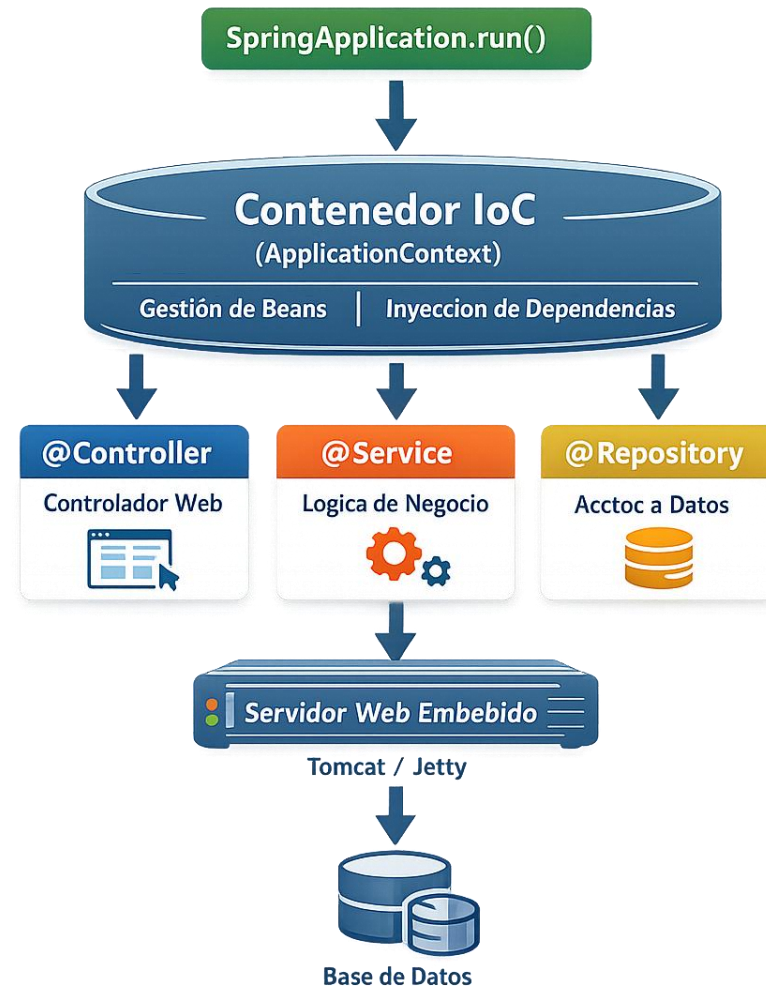 SpringApplication.run()
Contenedor IoC
(ApplicationContext)
Gestión de Beans | Inyeccion de Dependencias
@Controller
Controlador Web
@Service
Logica de Negocio
@Repository
Acctoc a Datos
Servidor Web Embebido
Tomcat / Jetty
Base de Datos